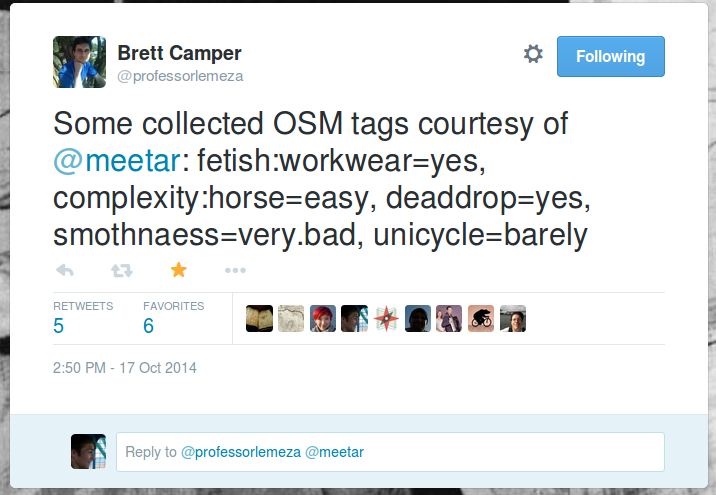 Brett Camper
@professorlemeza
Following
Some collected OSM tags courtesy of
@meetar: fetish:workwear=yes,
complexity:horse=easy, deaddrop=yes,
smothnaess=very.bad, unicycle=barely
RETWEETS FAVORITES
5 6
2:50 PM - 17 Oct 2014
Reply to @professorlemeza @meetar